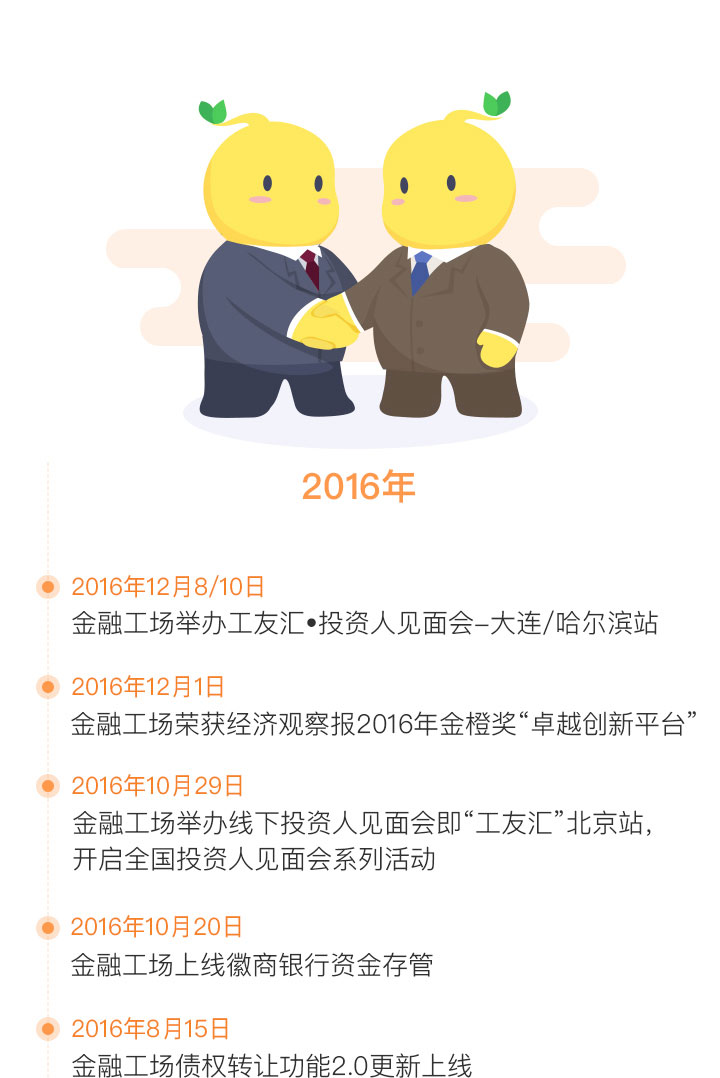 2016年
2016年12月8/10日
金融工场举办工友汇•投资人见面会–大连/哈尔滨站
2016年12月1日
金融工场荣获经济观察报2016年金橙奖“卓越创新平台”
2016年10月29日
金融工场举办线下投资人见面会即“工友汇”北京站，
开启全国投资人见面会系列活动
2016年10月20日
金融工场上线徽商银行资金存管
2016年8月15日
金融工场债权转让功能2.0更新上线